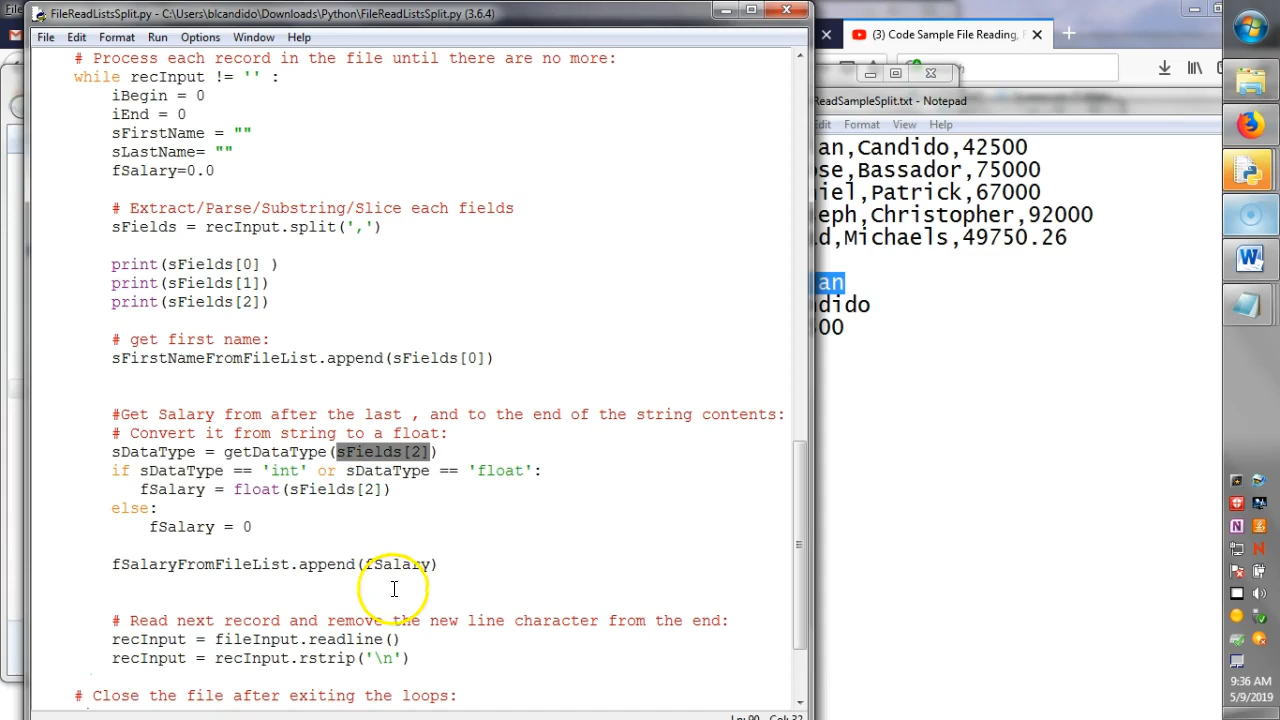 FileReadListsSplit.py - C:\Users\blcandido\Downloads\Python\FileReadListsSplit.py (3.6.4)
File Edit Format Run Options Window Help
# Process each record in the file until there are no more:
while recInput != '' :
iBegin = 0
iEnd = 0
sFirstName = ""
sLastName= ""
fSalary=0.0
# Extract/Parse/Substring/Slice each fields
sFields = recInput.split(',')
print(sFields[0] )
print(sFields[1])
print(sFields[2])
# get first name:
sFirstNameFromFileList.append(sFields[0])
#Get Salary from after the last , and to the end of the string contents:
# Convert it from string to a float:
sDataType = getDataType(sFields[2])
if sDataType == 'int' or sDataType == 'float':
fSalary = float(sFields[2])
else:
fSalary = 0
fSalaryFromFileList.append(fSalary)
# Read next record and remove the new line character from the end:
recInput = fileInput.readline()
recInput = recInput.rstrip('\n')
# Close the file after exiting the loops:
(3) Code Sample File Reading,
ReadSampleSplit.txt - Notepad
Format View Help
an,Candido,42500
ose,Bassador,75000
niel,Patrick,67000
seph,Christopher,92000
d,Michaels,49750.26
an
ndido
500
9:36 AM
5/9/2019